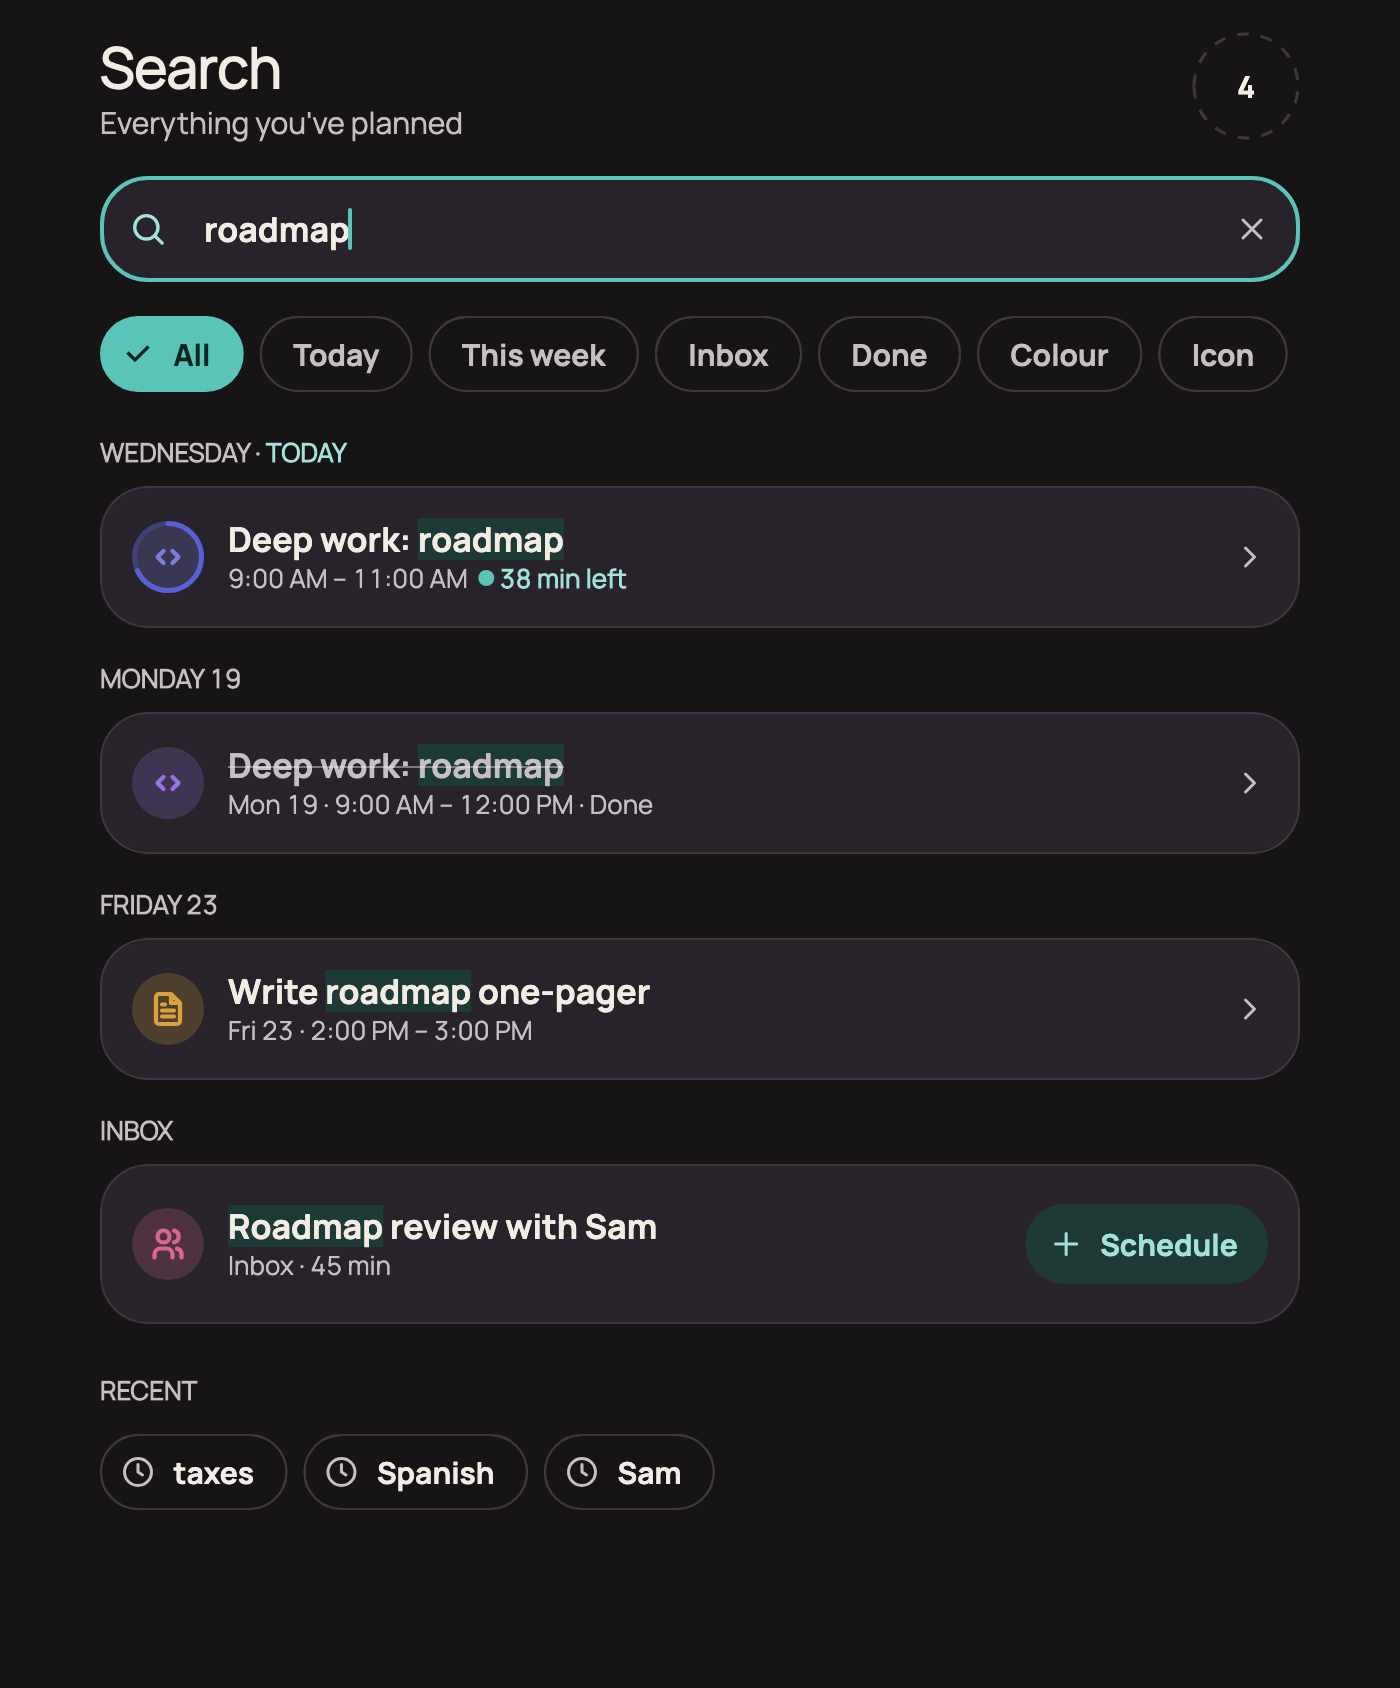 Search
Everything you've planned
4
roadmap
All Today This week Inbox Done Colour Icon
WEDNESDAY · TODAY
Deep work: roadmap
9:00 AM – 11:00 AM 38 min left
MONDAY 19
Deep work: roadmap
Mon 19 · 9:00 AM – 12:00 PM · Done
FRIDAY 23
Write roadmap one-pager
Fri 23 · 2:00 PM – 3:00 PM
INBOX
Roadmap review with Sam
Inbox · 45 min
Schedule
RECENT
taxes Spanish Sam